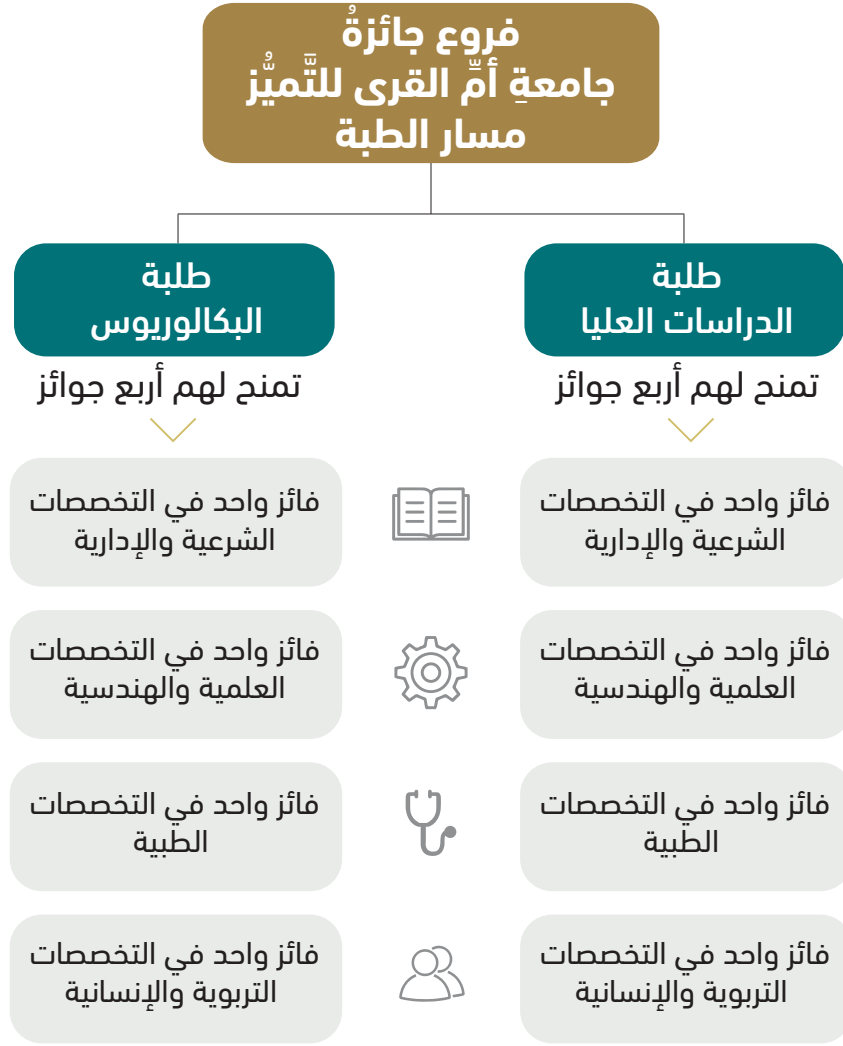 فروع جائزةُ
جامعةِ أمِّ القرى للتَّميُّز
مسار الطبة
طلبة
الدراسات العليا
تمنح لهم أربع جوائز
فائز واحد في التخصصات
الشرعية والإدارية
فائز واحد في التخصصات
العلمية والهندسية
فائز واحد في التخصصات
الطبية
فائز واحد في التخصصات
التربوية والإنسانية
طلبة
البكالوريوس
تمنح لهم أربع جوائز
فائز واحد في التخصصات
الشرعية والإدارية
فائز واحد في التخصصات
العلمية والهندسية
فائز واحد في التخصصات
الطبية
فائز واحد في التخصصات
التربوية والإنسانية